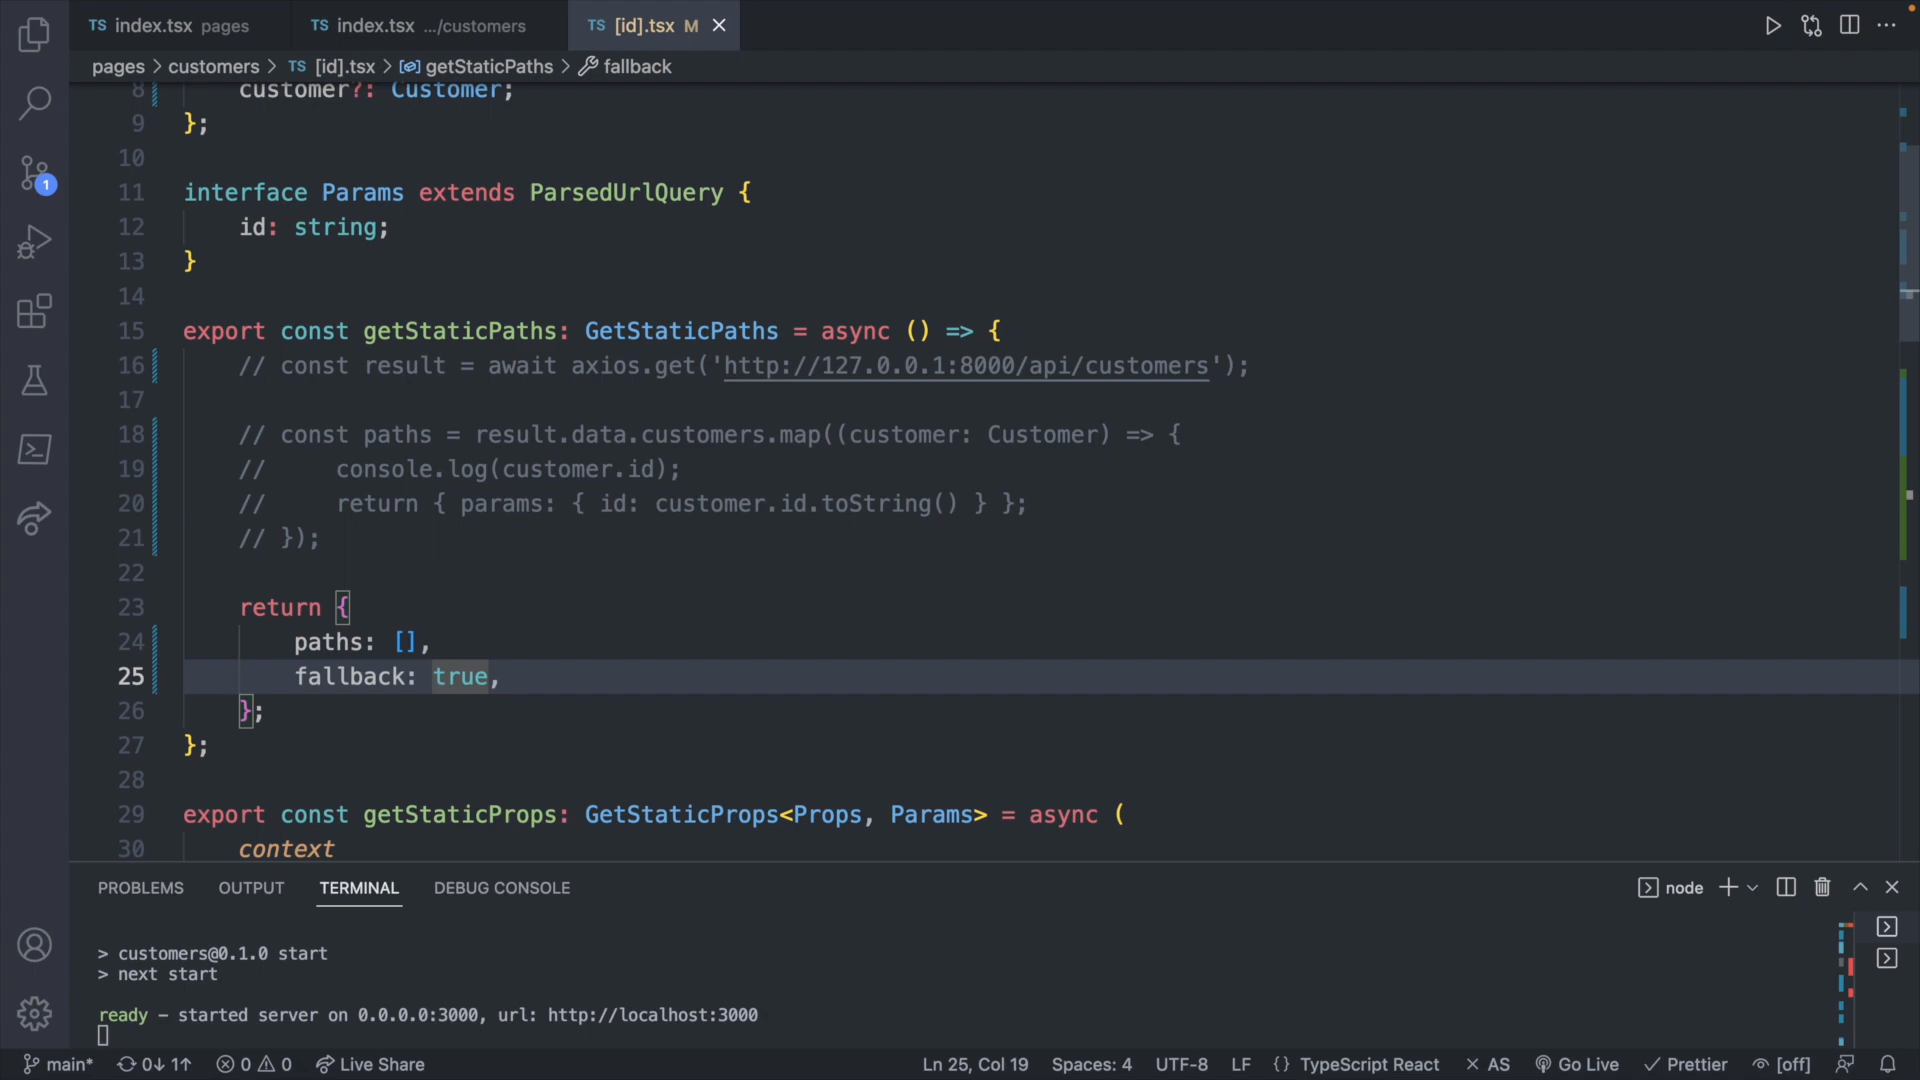 TS index.tsx pages TS index.tsx .../customers TS [id].tsx M
pages > customers > TS [id].tsx > getStaticPaths > fallback
8 customer?: Customer;
9 };
10
11 interface Params extends ParsedUrlQuery {
12 id: string;
13 }
14
15 export const getStaticPaths: GetStaticPaths = async () => {
16 // const result = await axios.get('http://127.0.0.1:8000/api/customers');
17
18 // const paths = result.data.customers.map((customer: Customer) => {
19 //     console.log(customer.id);
20 //     return { params: { id: customer.id.toString() } };
21 // });
22
23 return {
24 paths: [],
25 fallback: true,
26 };
27 };
28
29 export const getStaticProps: GetStaticProps<Props, Params> = async (
30 context
1
PROBLEMS OUTPUT TERMINAL DEBUG CONSOLE node
> customers@0.1.0 start
> next start
ready - started server on 0.0.0.0:3000, url: http://localhost:3000
main* 0↓ 1↑ 0 0 Live Share Ln 25, Col 19 Spaces: 4 UTF-8 LF {} TypeScript React × AS Go Live ✓ Prettier [off]